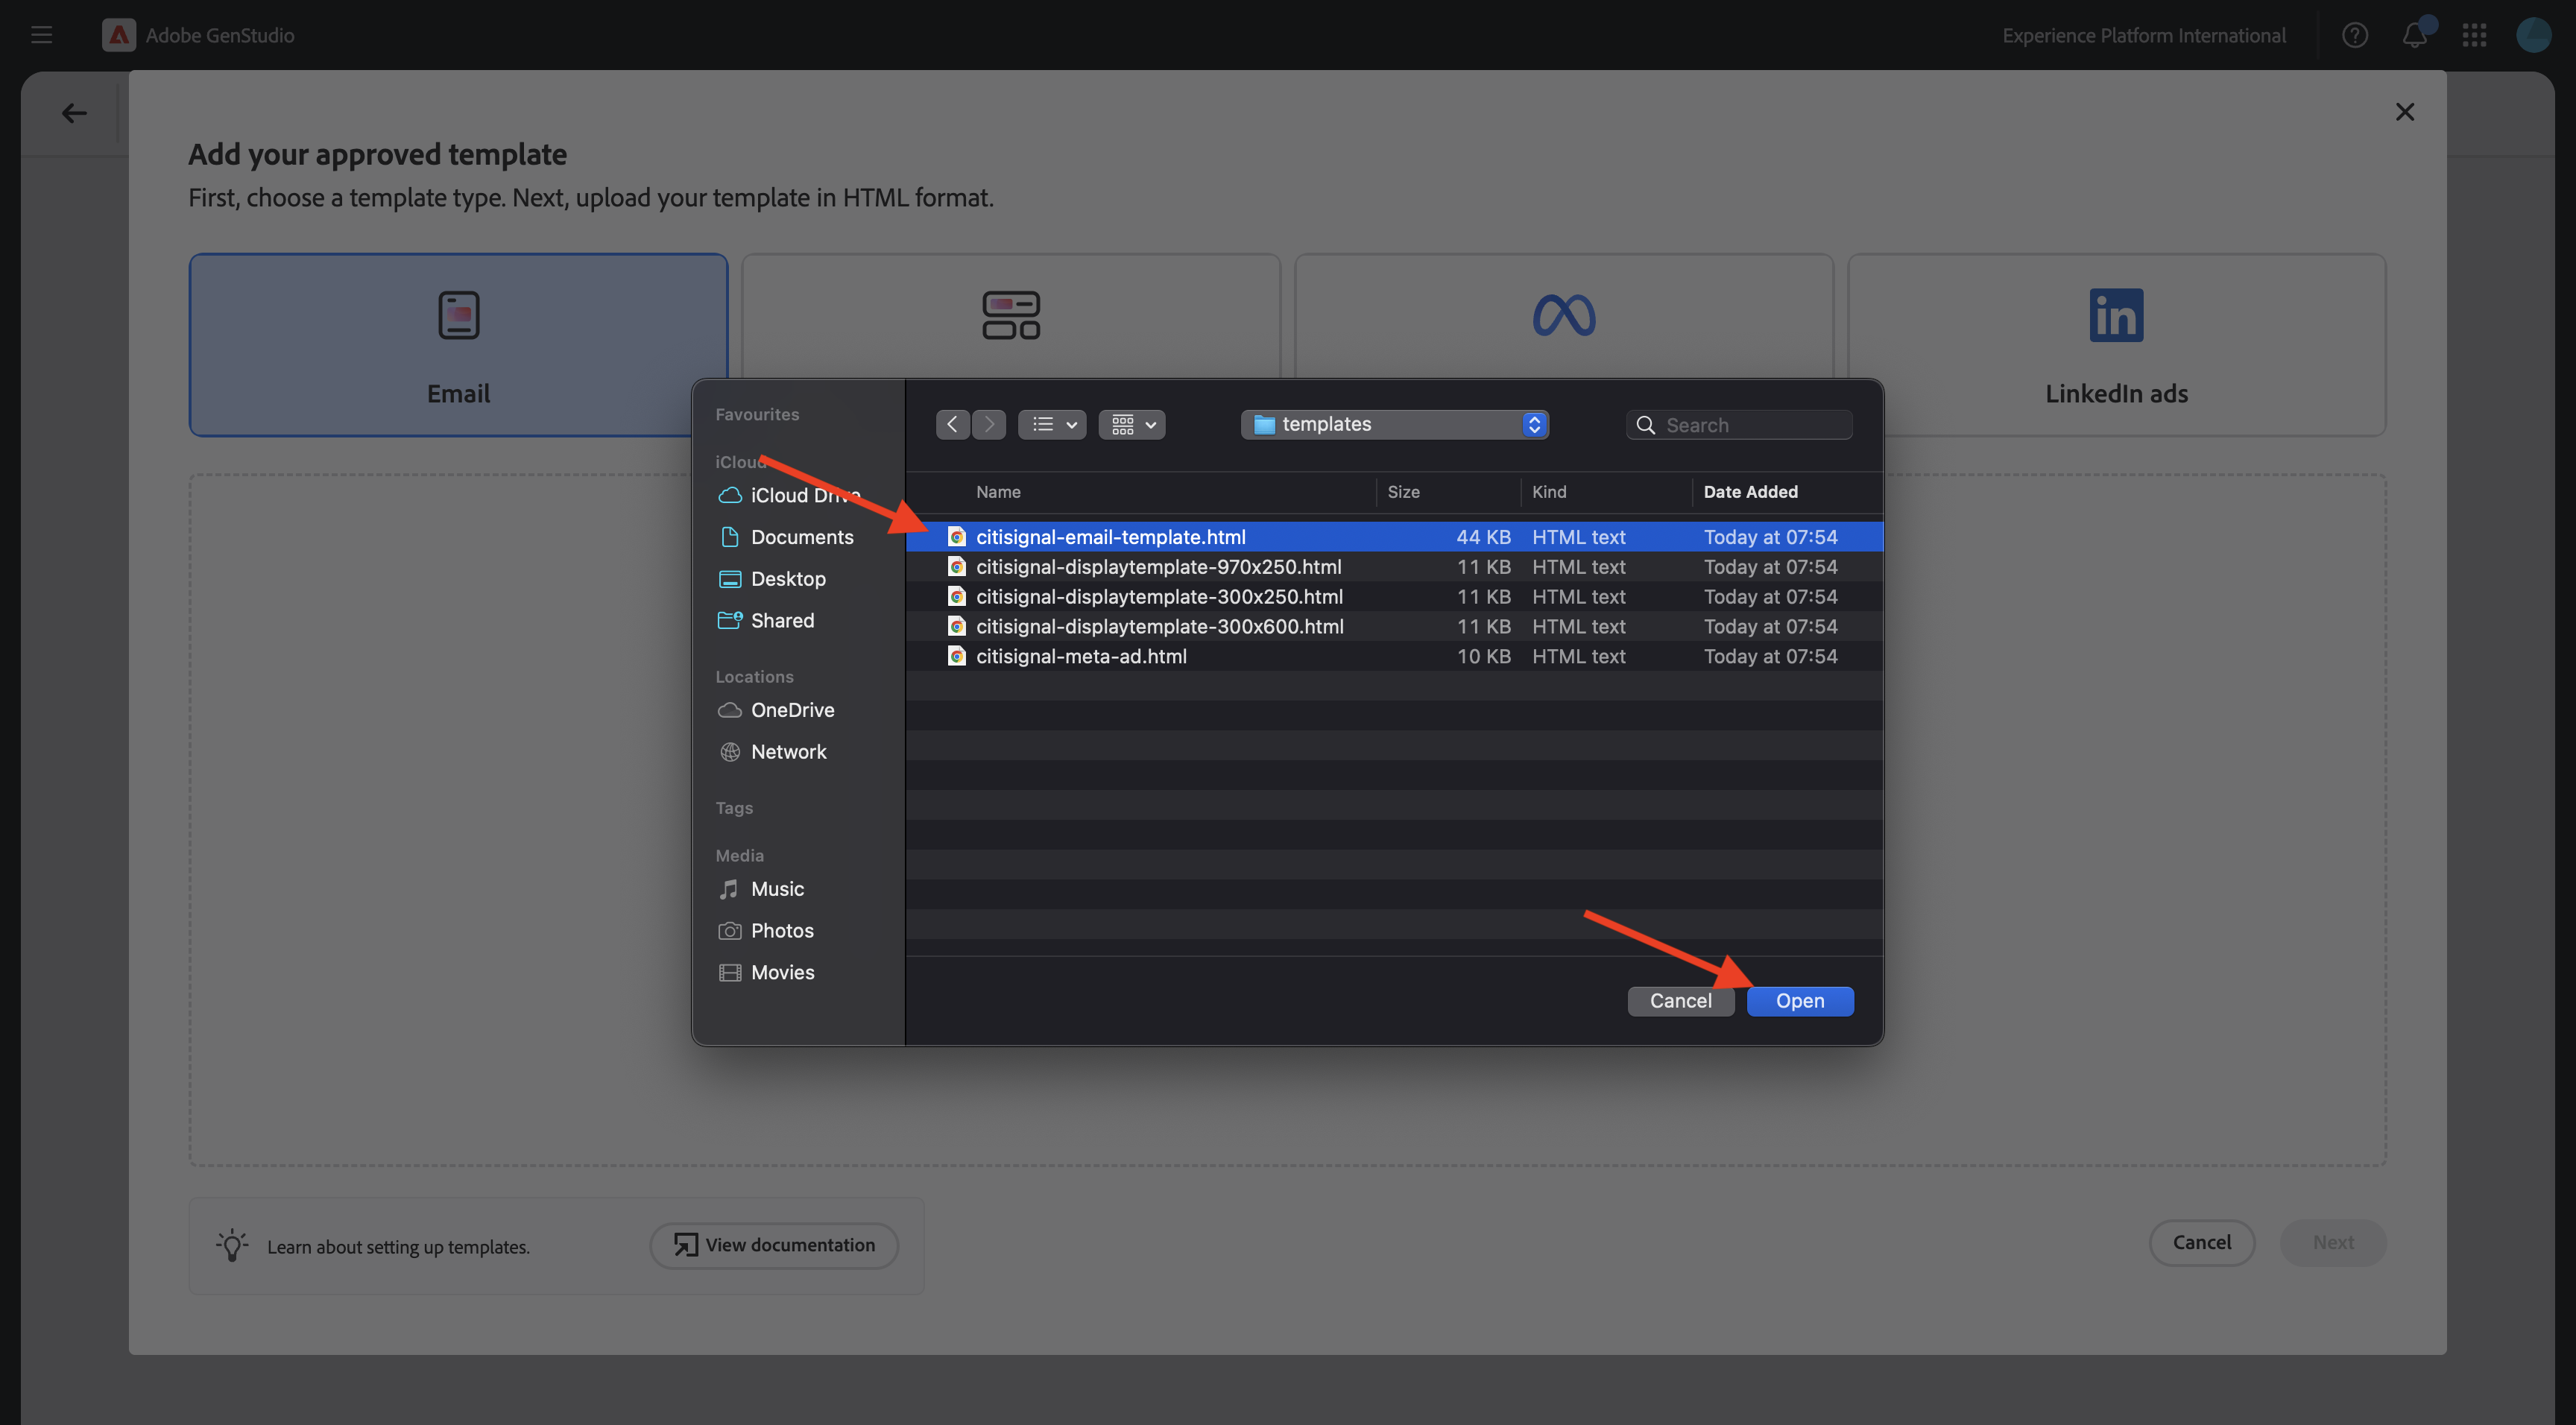 Adobe GenStudio
Experience Platform International
Add your approved template
First, choose a template type. Next, upload your template in HTML format.
Email
LinkedIn ads
in
Favourites
iCloud
iCloud Drive
Documents
Desktop
Shared
Locations
OneDrive
Network
Tags
Media
Music
Photos
Movies
templates
Search
Name Size Kind Date Added
citisignal-email-template.html 44 KB HTML text Today at 07:54
citisignal-displaytemplate-970x250.html 11 KB HTML text Today at 07:54
citisignal-displaytemplate-300x250.html 11 KB HTML text Today at 07:54
citisignal-displaytemplate-300x600.html 11 KB HTML text Today at 07:54
citisignal-meta-ad.html 10 KB HTML text Today at 07:54
Cancel Open
Learn about setting up templates.
View documentation
Cancel
Next